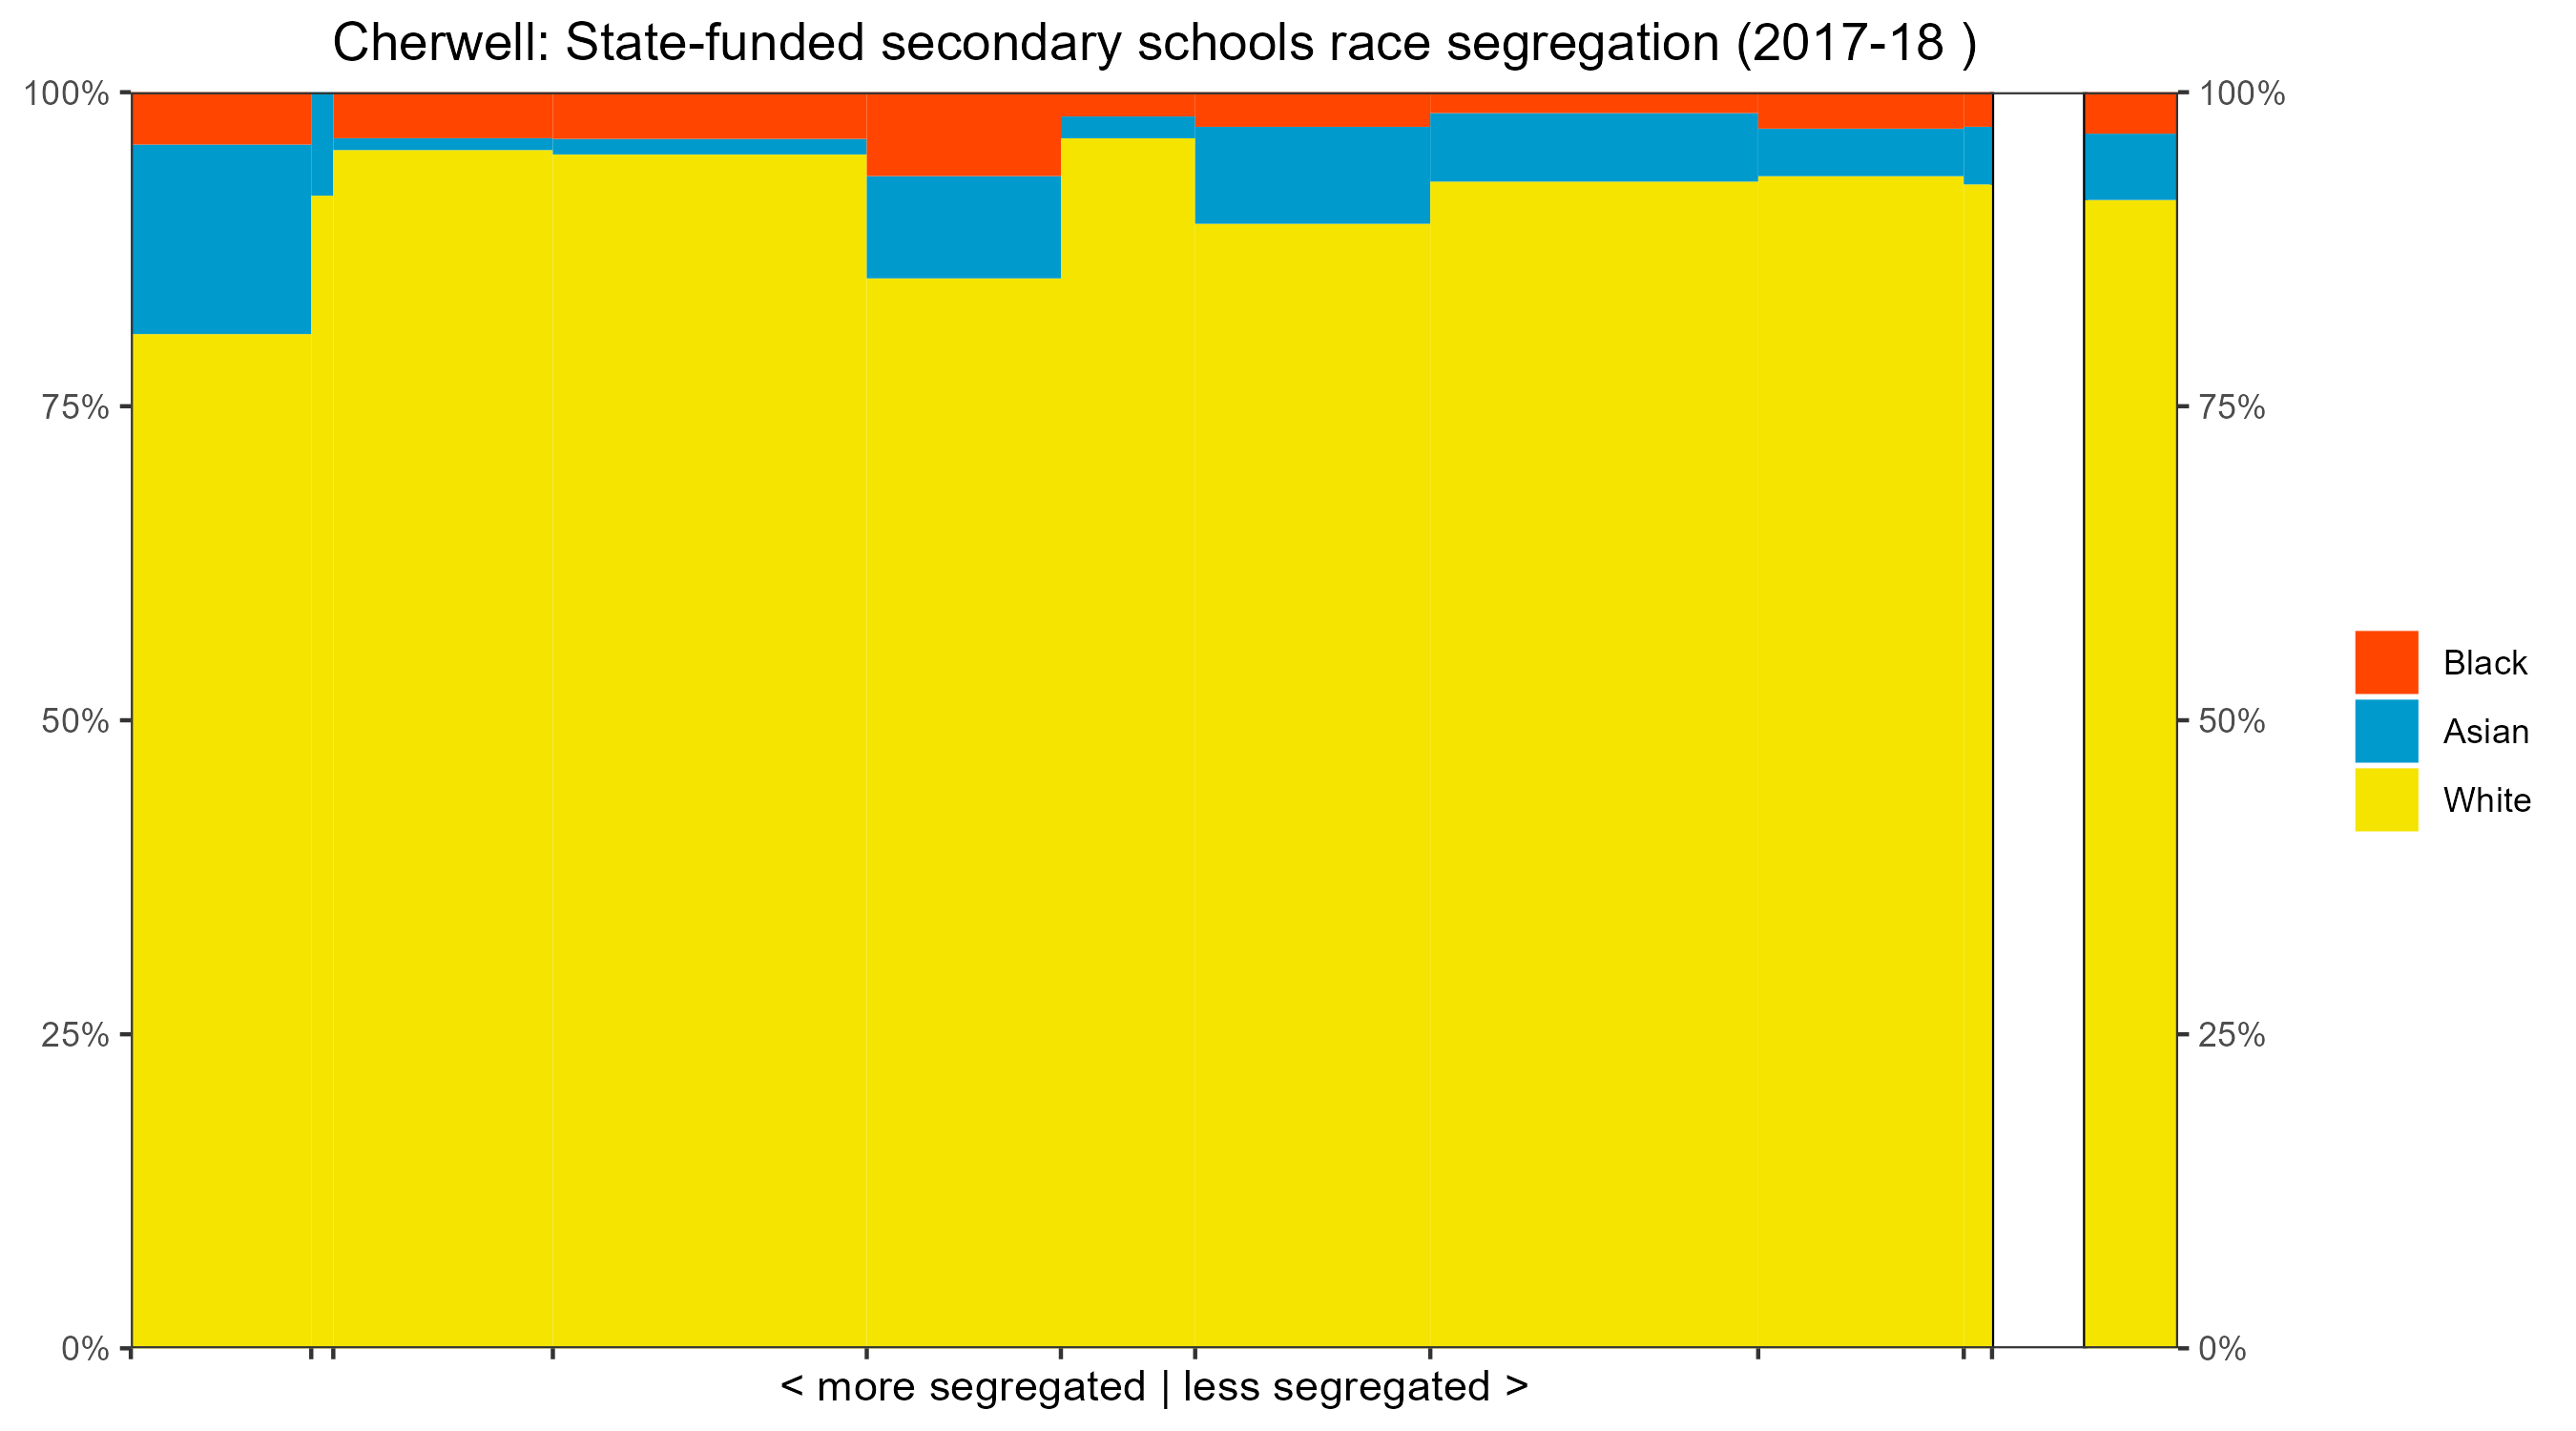 Cherwell: State-funded secondary schools race segregation (2017-18 )
100%
75%
50%
25%
0%
100%
75%
50%
25%
0%
Black
Asian
White
< more segregated | less segregated >